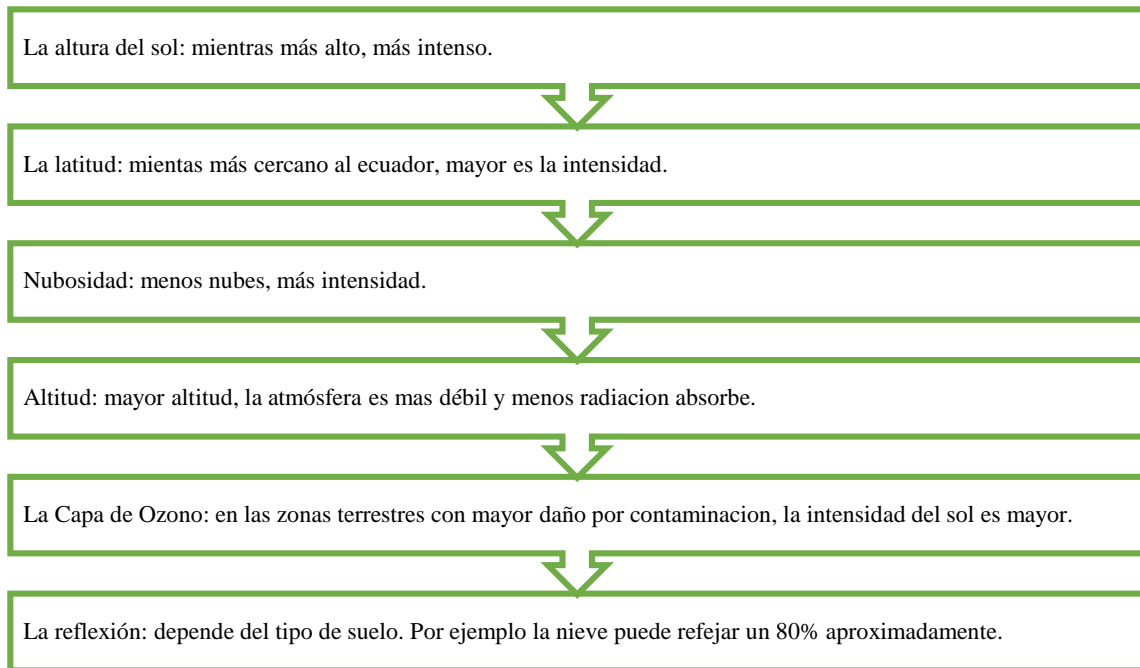 La altura del sol: mientras más alto, más intenso.
La latitud: mientas más cercano al ecuador, mayor es la intensidad.
Nubosidad: menos nubes, más intensidad.
Altitud: mayor altitud, la atmósfera es mas débil y menos radiacion absorbe.
La Capa de Ozono: en las zonas terrestres con mayor daño por contaminacion, la intensidad del sol es mayor.
La reflexión: depende del tipo de suelo. Por ejemplo la nieve puede refejar un 80% aproximadamente.